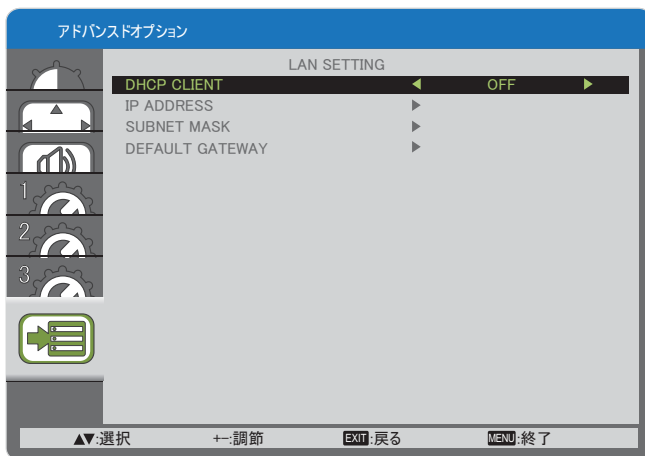 アドバンスドオプション
LAN SETTING
DHCP CLIENT ◀ OFF ▶
IP ADDRESS ▶
SUBNET MASK ▶
DEFAULT GATEWAY ▶
1
2
3
▲▼:選択 +-:調節 EXIT:戻る MENU:終了